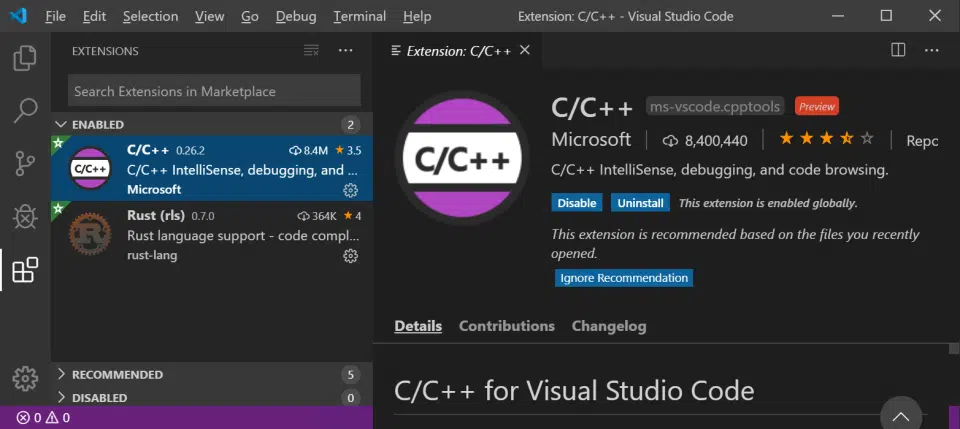 File Edit Selection View Go Debug Terminal Help Extension: C/C++ - Visual Studio Code
EXTENSIONS
Search Extensions in Marketplace
ENABLED 2
C/C++ 0.26.2 8.4M 3.5
C/C++ IntelliSense, debugging, and ...
Microsoft
Rust (rls) 0.7.0 364K 4
Rust language support - code compl...
rust-lang
RECOMMENDED 5
DISABLED 0
0 0
Extension: C/C++
C/C++
C/C++ ms-vscode.cpptools Preview
Microsoft 8,400,440 Repc
C/C++ IntelliSense, debugging, and code browsing.
Disable Uninstall This extension is enabled globally.
This extension is recommended based on the files you recently
opened.
Ignore Recommendation
Details Contributions Changelog
C/C++ for Visual Studio Code